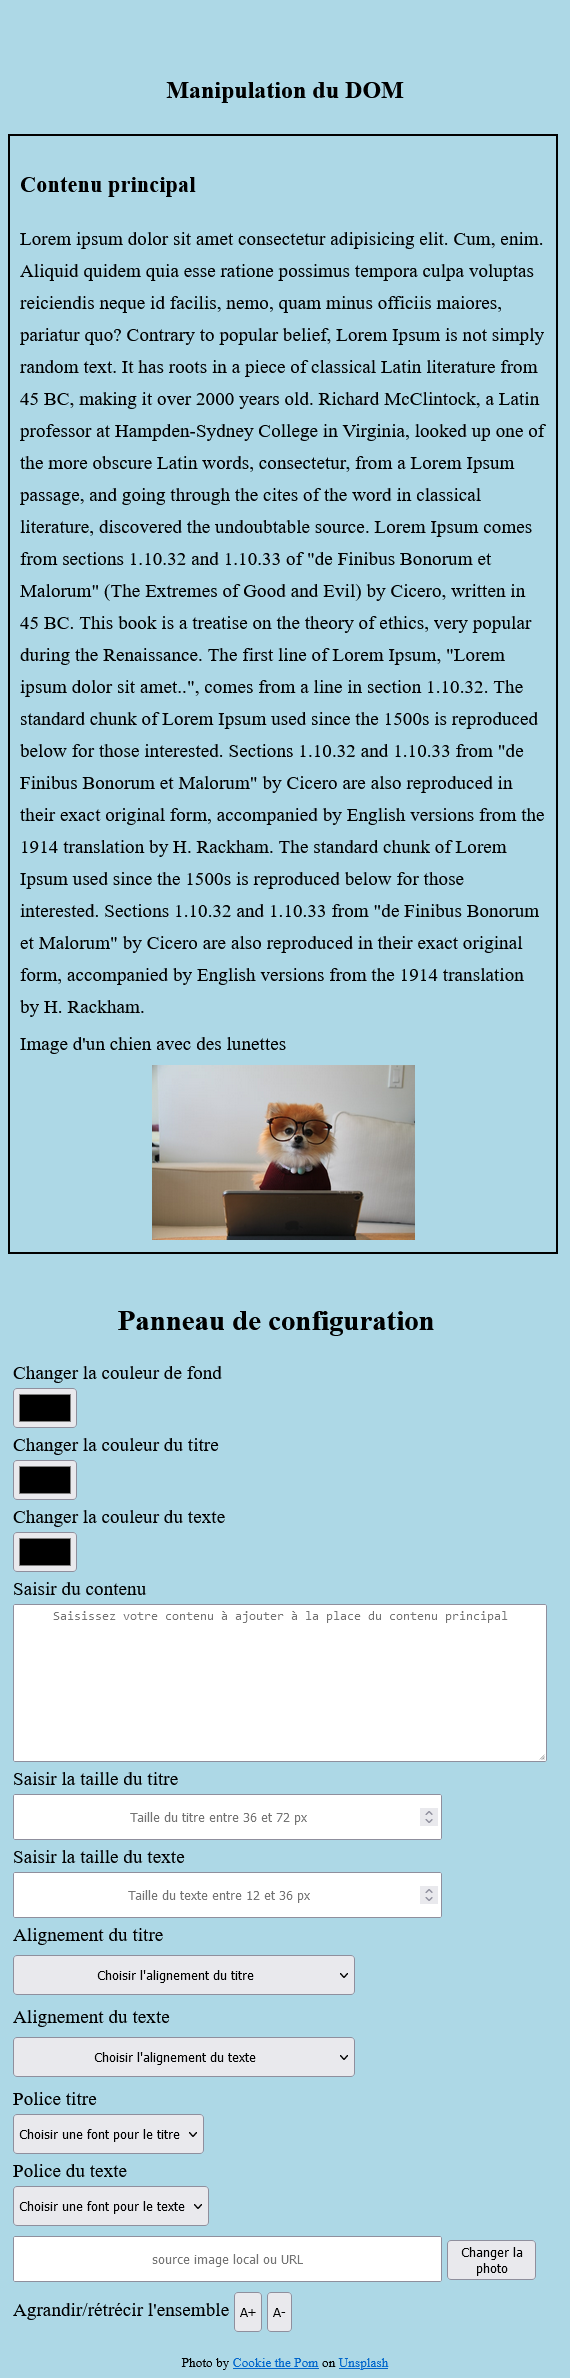 Manipulation du DOM
Contenu principal
Lorem ipsum dolor sit amet consectetur adipisicing elit. Cum, enim.
Aliquid quidem quia esse ratione possimus tempora culpa voluptas
reiciendis neque id facilis, nemo, quam minus officiis maiores,
pariatur quo? Contrary to popular belief, Lorem Ipsum is not simply
random text. It has roots in a piece of classical Latin literature from
45 BC, making it over 2000 years old. Richard McClintock, a Latin
professor at Hampden-Sydney College in Virginia, looked up one of
the more obscure Latin words, consectetur, from a Lorem Ipsum
passage, and going through the cites of the word in classical
literature, discovered the undoubtable source. Lorem Ipsum comes
from sections 1.10.32 and 1.10.33 of "de Finibus Bonorum et
Malorum" (The Extremes of Good and Evil) by Cicero, written in
45 BC. This book is a treatise on the theory of ethics, very popular
during the Renaissance. The first line of Lorem Ipsum, "Lorem
ipsum dolor sit amet..", comes from a line in section 1.10.32. The
standard chunk of Lorem Ipsum used since the 1500s is reproduced
below for those interested. Sections 1.10.32 and 1.10.33 from "de
Finibus Bonorum et Malorum" by Cicero are also reproduced in
their exact original form, accompanied by English versions from the
1914 translation by H. Rackham. The standard chunk of Lorem
Ipsum used since the 1500s is reproduced below for those
interested. Sections 1.10.32 and 1.10.33 from "de Finibus Bonorum
et Malorum" by Cicero are also reproduced in their exact original
form, accompanied by English versions from the 1914 translation
by H. Rackham.
Image d'un chien avec des lunettes
Panneau de configuration
Changer la couleur de fond
Changer la couleur du titre
Changer la couleur du texte
Saisir du contenu
Saisissez votre contenu à ajouter à la place du contenu principal
Saisir la taille du titre
Taille du titre entre 36 et 72 px
Saisir la taille du texte
Taille du texte entre 12 et 36 px
Alignement du titre
Choisir l'alignement du titre
Alignement du texte
Choisir l'alignement du texte
Police titre
Choisir une font pour le titre
Police du texte
Choisir une font pour le texte
source image local ou URL
Changer la
photo
Agrandir/rétrécir l'ensemble A+ A-
Photo by Cookie the Pom on Unsplash